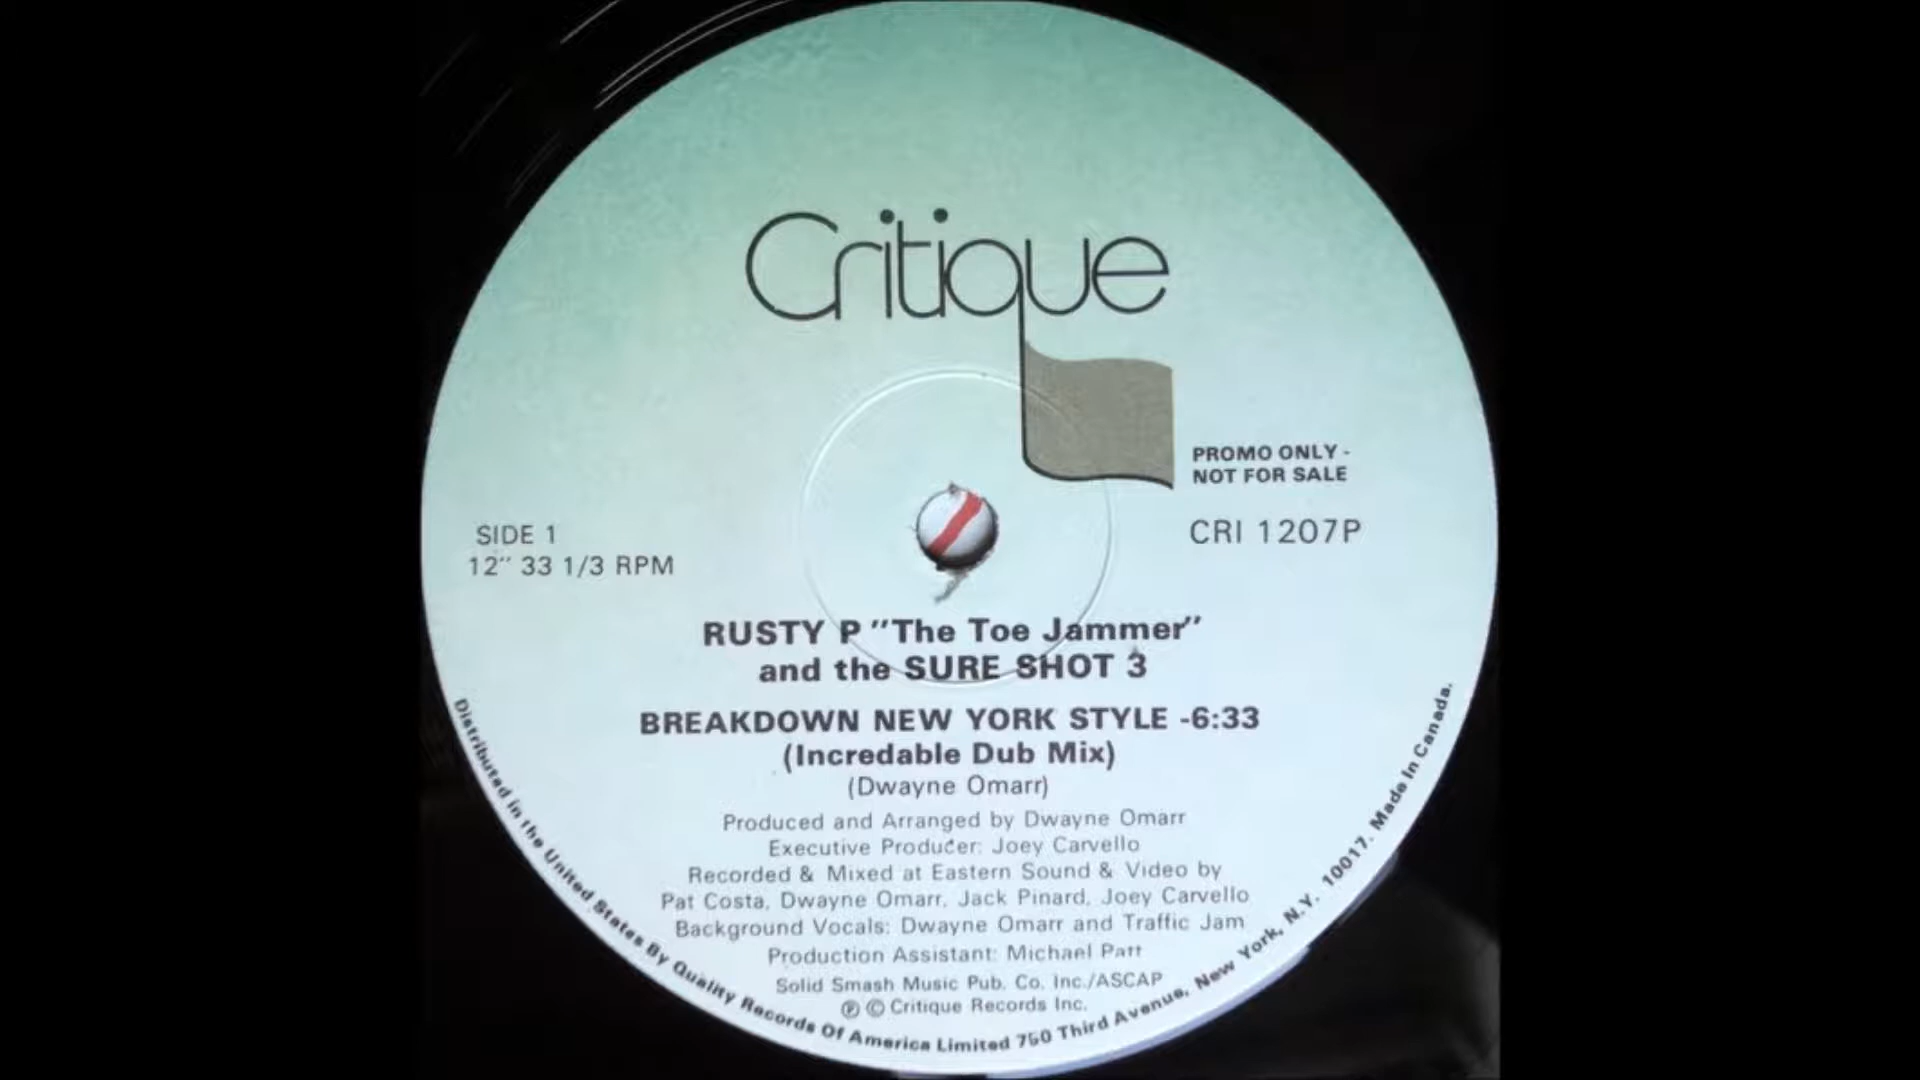 Critique
PROMO ONLY -
NOT FOR SALE
SIDE 1
12" 33 1/3 RPM
CRI 1207P
RUSTY P "The Toe Jammer"
and the SURE SHOT 3
BREAKDOWN NEW YORK STYLE -6:33
(Incredable Dub Mix)
(Dwayne Omarr)
Produced and Arranged by Dwayne Omarr
Executive Producer: Joey Carvello
Recorded & Mixed at Eastern Sound & Video by
Pat Costa, Dwayne Omarr, Jack Pinard, Joey Carvello
Background Vocals: Dwayne Omarr and Traffic Jam
Production Assistant: Michael Patt
Solid Smash Music Pub. Co. Inc./ASCAP
℗ © Critique Records Inc.
Distributed in the United States By Quality Records Of America Limited 750 Third Avenue, New York, N.Y. 10017. Made In Canada.